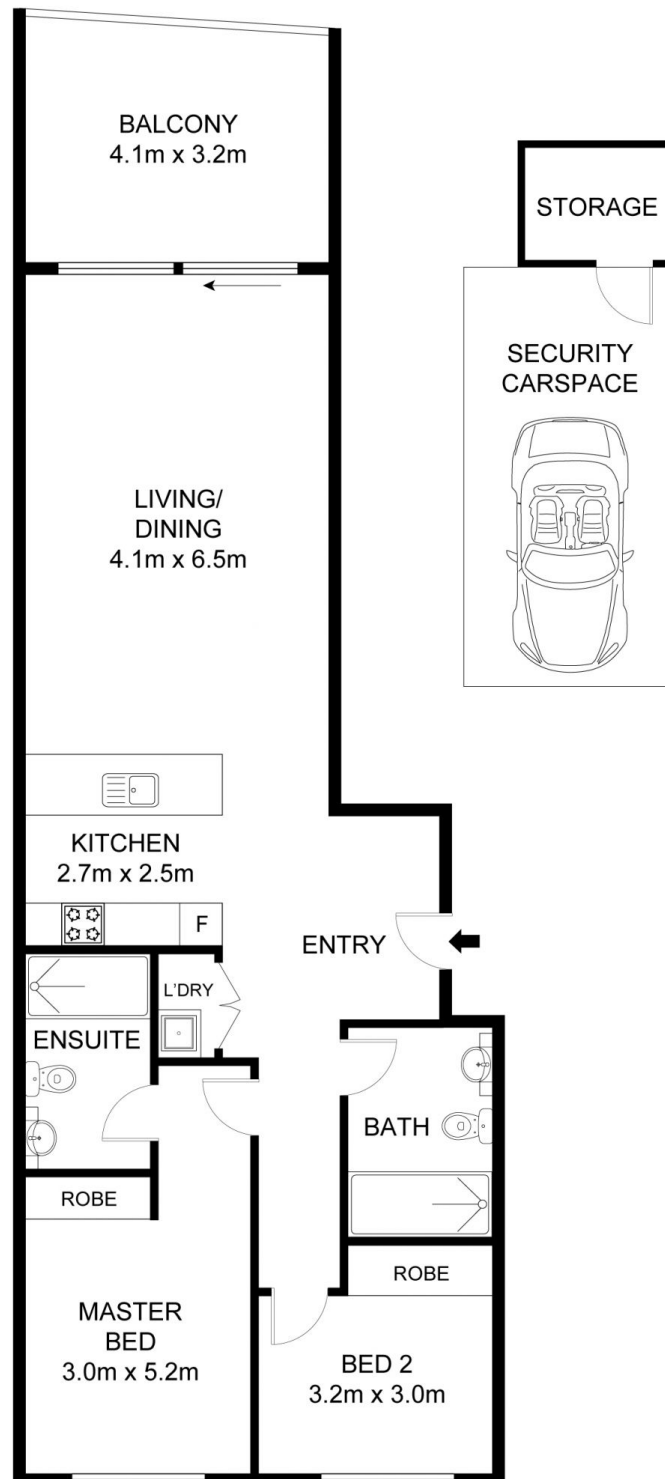 BALCONY
4.1m x 3.2m
STORAGE
SECURITY
CARSPACE
LIVING/
DINING
4.1m x 6.5m
KITCHEN
2.7m x 2.5m
F
ENTRY
L'DRY
ENSUITE
BATH
ROBE
ROBE
MASTER
BED
3.0m x 5.2m
BED 2
3.2m x 3.0m